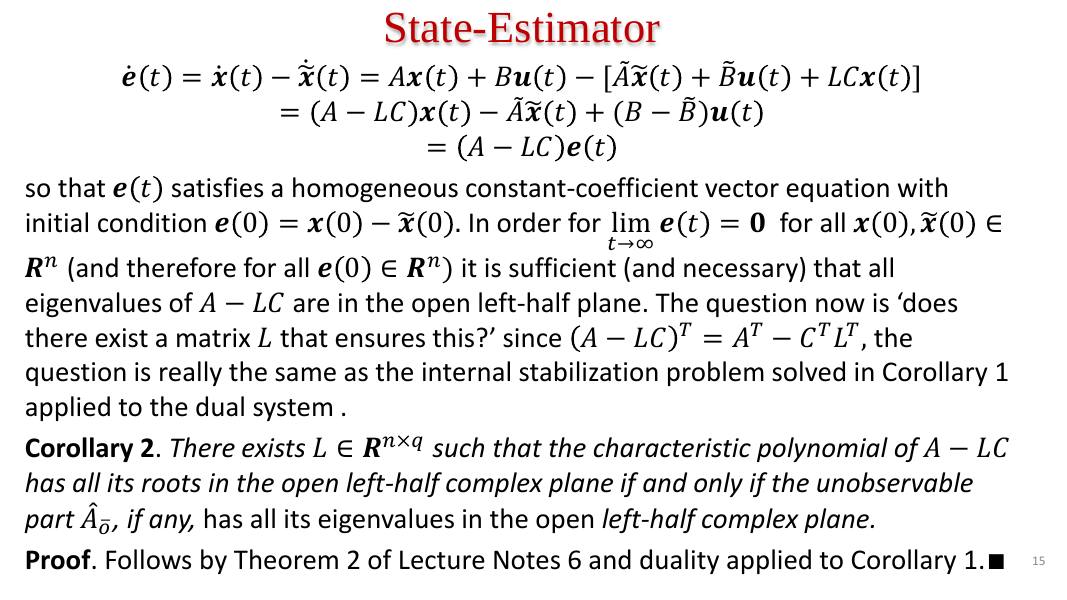 State-Estimator
ė(t) = ẋ(t) − x̃̇(t) = Ax(t) + Bu(t) − [Ãx̃(t) + B̃u(t) + LCx(t)]
= (A − LC)x(t) − Ãx̃(t) + (B − B̃)u(t)
= (A − LC)e(t)
so that e(t) satisfies a homogeneous constant-coefficient vector equation with
initial condition e(0) = x(0) − x̃(0). In order for lim t→∞ e(t) = 0 for all x(0), x̃(0) ∈
Rⁿ (and therefore for all e(0) ∈ Rⁿ) it is sufficient (and necessary) that all
eigenvalues of A − LC are in the open left-half plane. The question now is ‘does
there exist a matrix L that ensures this?’ since (A − LC)ᵀ = Aᵀ − CᵀLᵀ, the
question is really the same as the internal stabilization problem solved in Corollary 1
applied to the dual system .
Corollary 2. There exists L ∈ Rⁿˣ𐞥 such that the characteristic polynomial of A − LC
has all its roots in the open left-half complex plane if and only if the unobservable
part Â_ō, if any, has all its eigenvalues in the open left-half complex plane.
Proof. Follows by Theorem 2 of Lecture Notes 6 and duality applied to Corollary 1.■
15